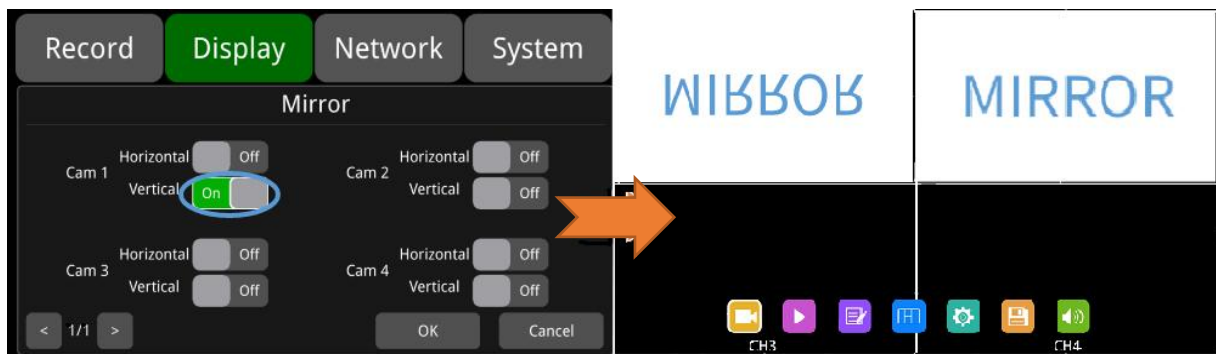 Record Display Network System
Mirror
Cam 1 Horizontal Off
Vertical On
Cam 2 Horizontal Off
Vertical Off
Cam 3 Horizontal Off
Vertical Off
Cam 4 Horizontal Off
Vertical Off
< 1/1 > OK Cancel
MIRROR
MIRROR
CH3
CH4